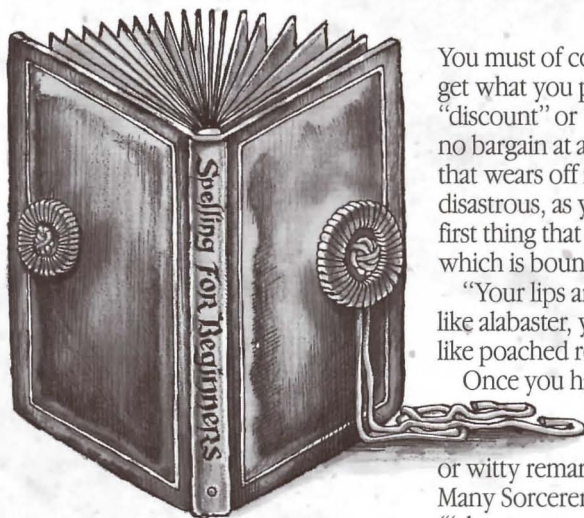 Spelling For Beginners
You must of co
get what you p
“discount” or
no bargain at a
that wears off
disastrous, as y
first thing that
which is boun
“Your lips a
like alabaster, y
like poached r
Once you h
or witty remar
Many Sorcerer